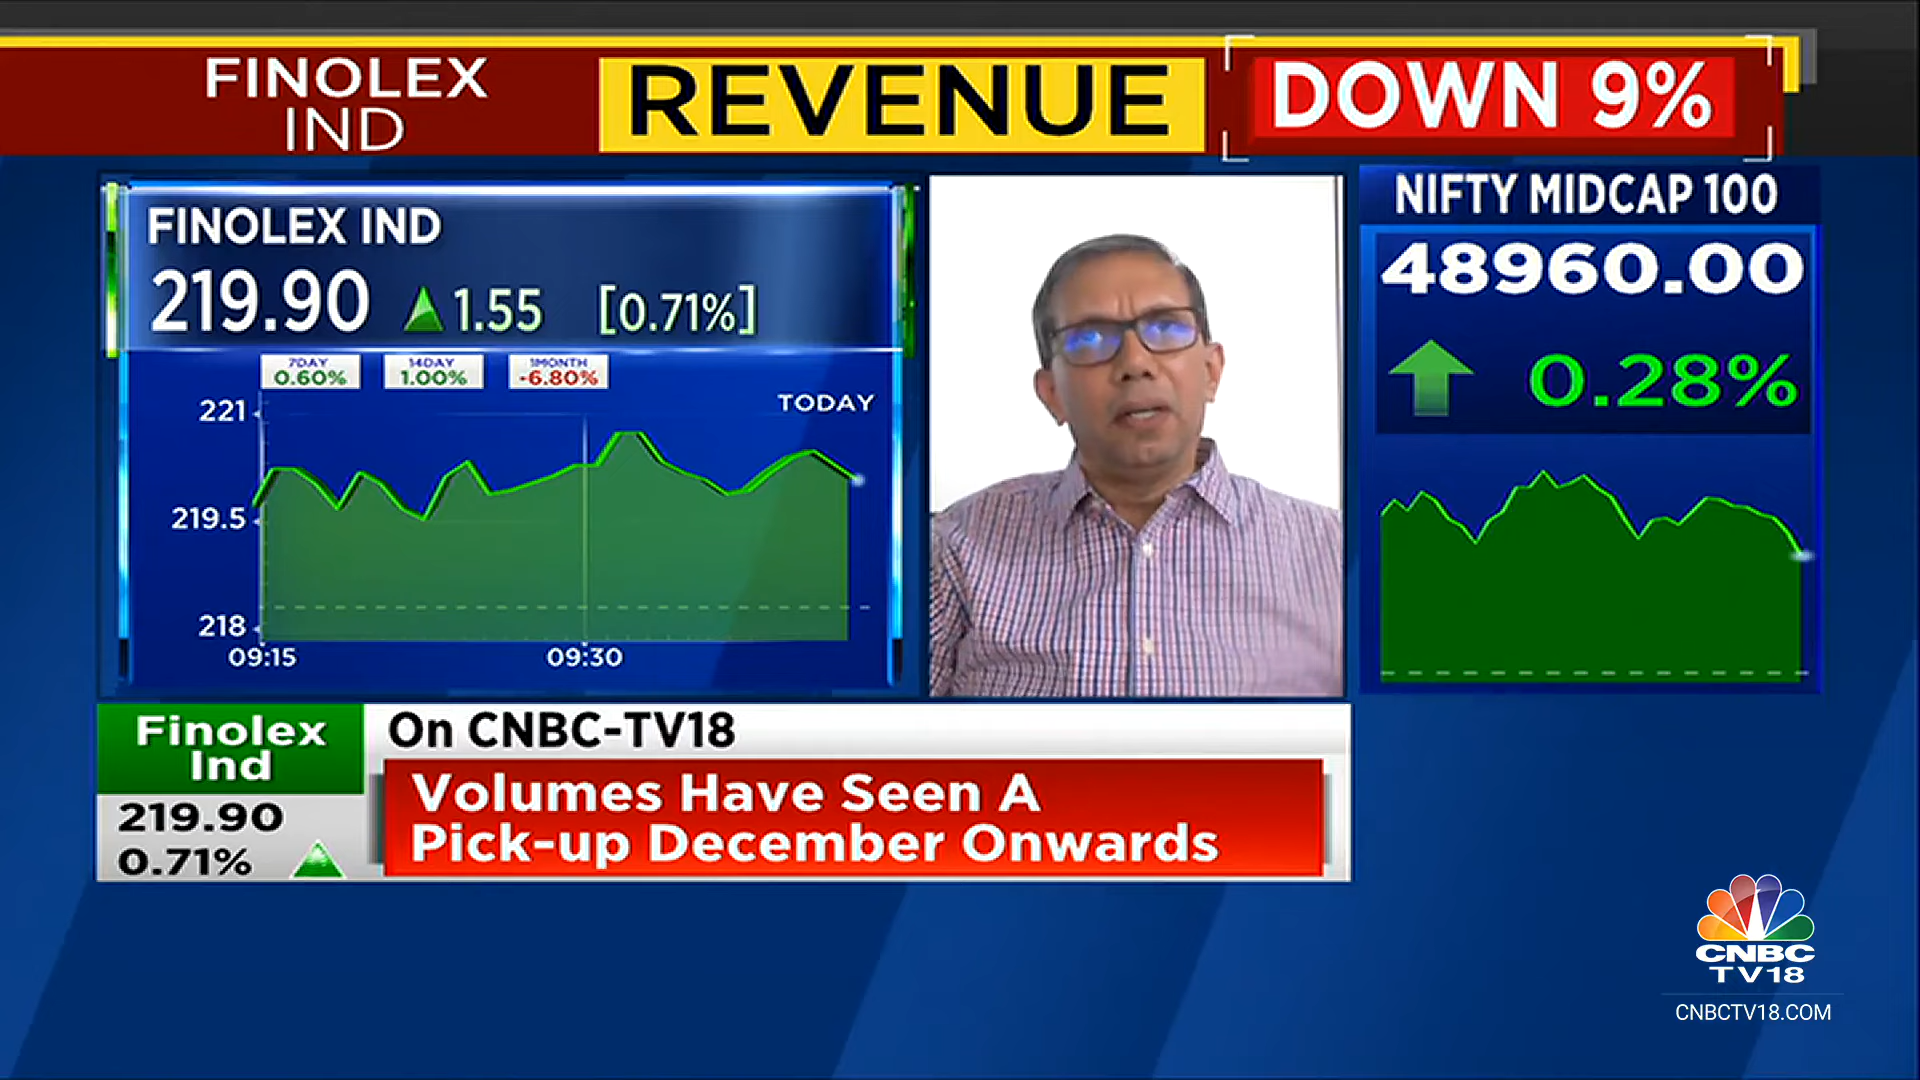 FINOLEX
IND
REVENUE
DOWN 9%
FINOLEX IND
219.90 ▲ 1.55 [0.71%]
7DAY
0.60%
14DAY
1.00%
1MONTH
-6.80%
TODAY
221
219.5
218
09:15
09:30
NIFTY MIDCAP 100
48960.00
0.28%
Finolex
Ind
219.90
0.71%
On CNBC-TV18
Volumes Have Seen A
Pick-up December Onwards
CNBC
TV18
CNBCTV18.COM